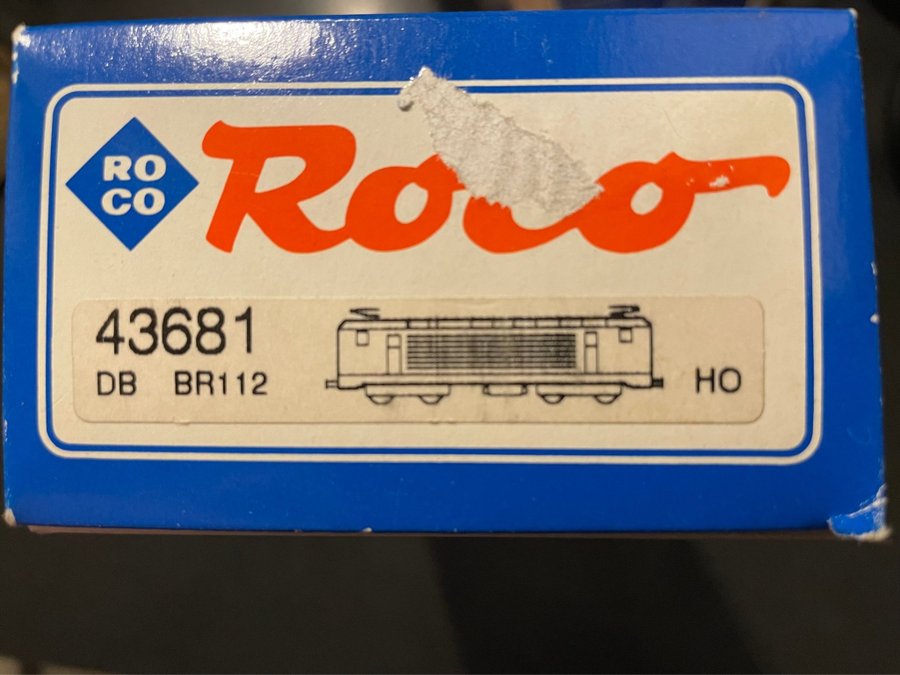 RO
CO
Roco
43681
DB BR112
HO